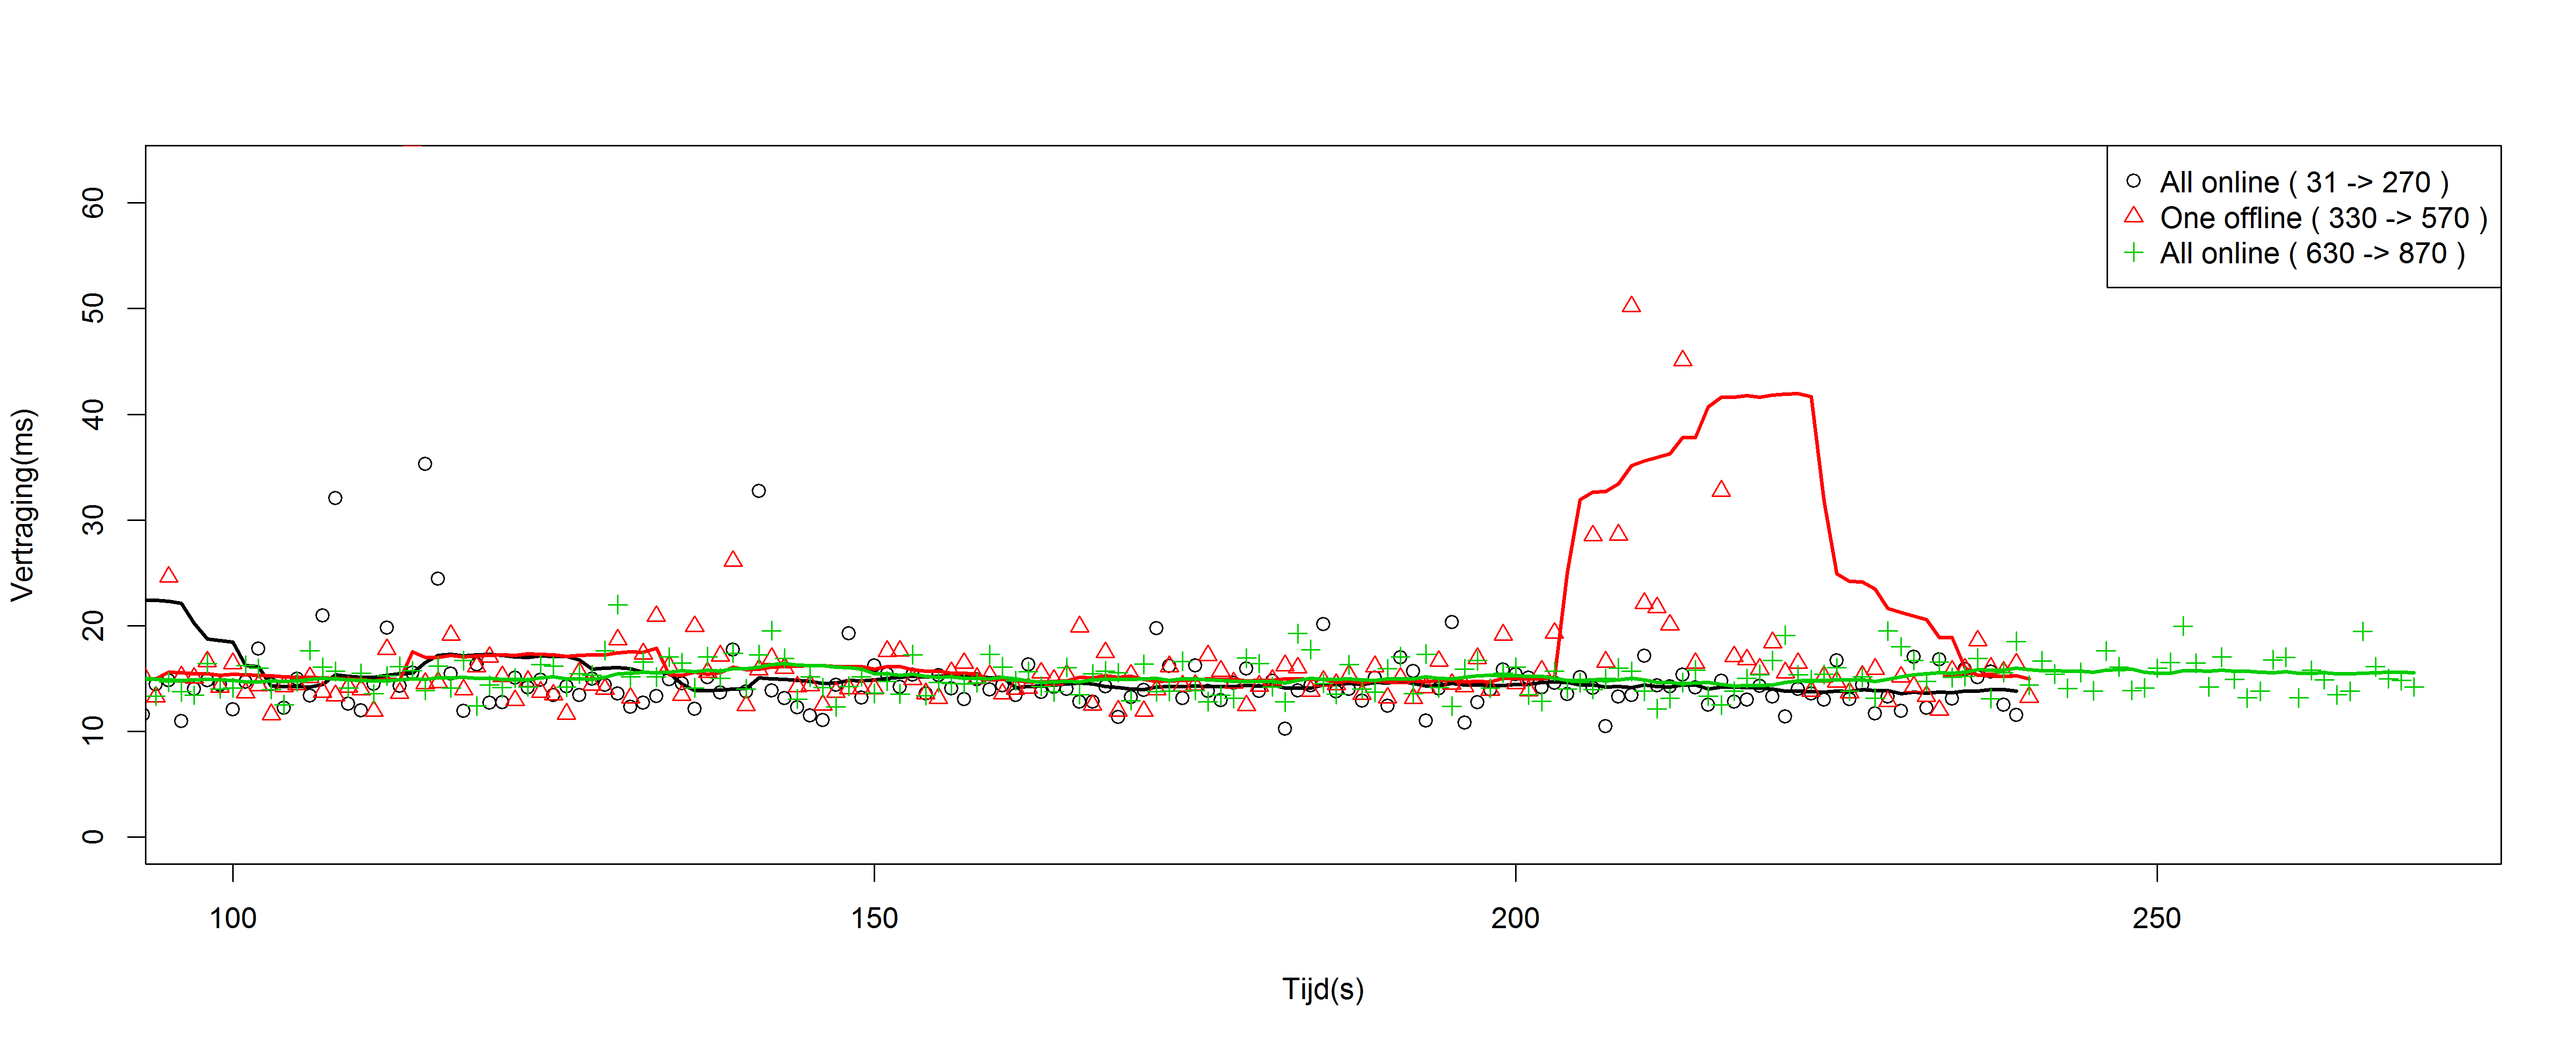 All online ( 31 -> 270 )
One offline ( 330 -> 570 )
All online ( 630 -> 870 )
Vertraging(ms)
60
50
40
30
20
10
0
100
150
200
250
Tijd(s)